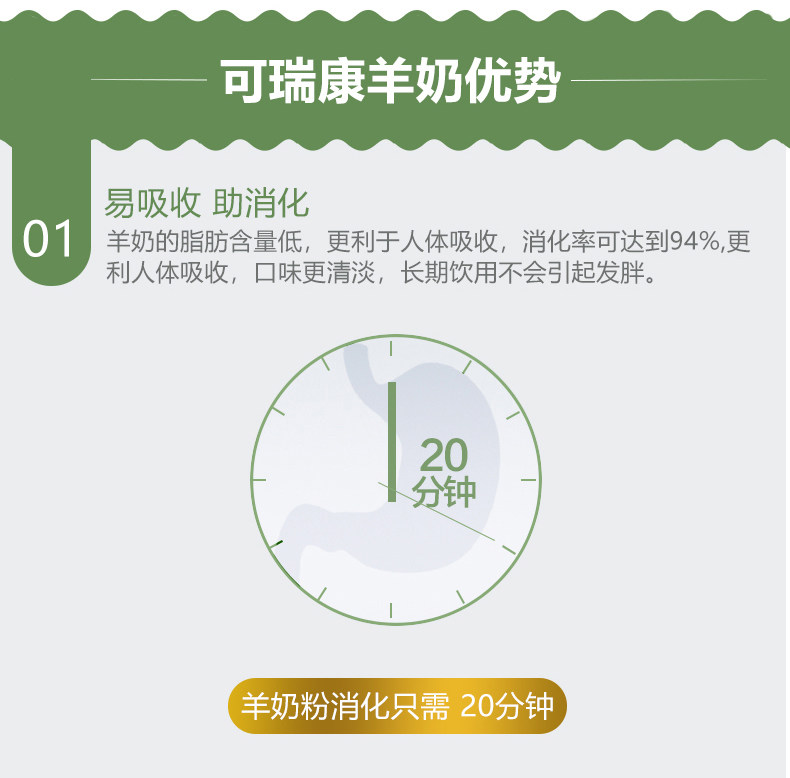 可瑞康羊奶优势
01
易吸收 助消化
羊奶的脂肪含量低，更利于人体吸收，消化率可达到94%,更
利人体吸收，口味更清淡，长期饮用不会引起发胖。
20
分钟
羊奶粉消化只需 20分钟